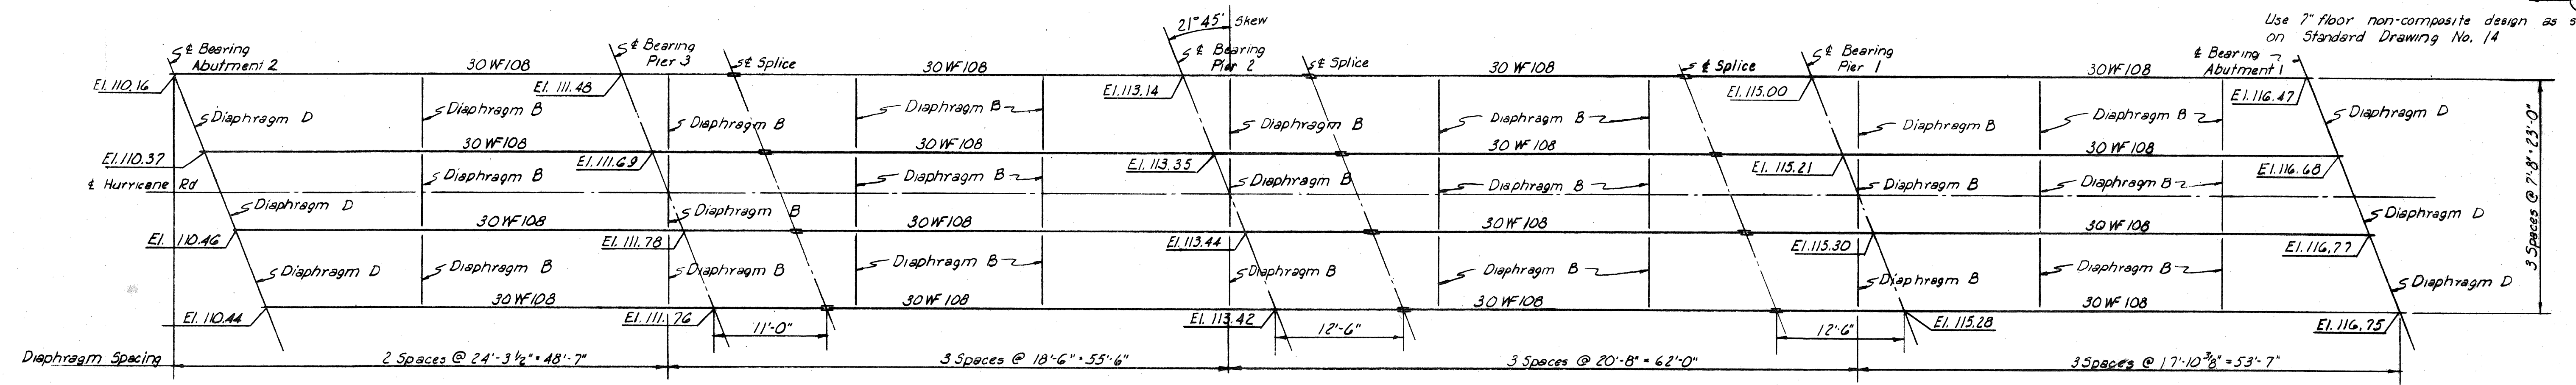 Use 7" floor non-composite design as s
on Standard Drawing No. 14
21°45' Skew
℄ Bearing
Abutment 2
30 WF 108
℄ Bearing
Pier 3
℄ Splice
30 WF 108
℄ Bearing
Pier 2
℄ Splice
30 WF 108
℄ Splice
℄ Bearing
Pier 1
30 WF 108
℄ Bearing
Abutment 1
El. 110.16
El. 111.48
El. 113.14
El. 115.00
El. 116.47
Diaphragm D
Diaphragm B
Diaphragm B
Diaphragm B
Diaphragm B
Diaphragm B
Diaphragm B
Diaphragm B
Diaphragm D
30 WF 108
30 WF 108
30 WF 108
30 WF 108
El. 110.37
El. 111.69
El. 113.35
El. 115.21
El. 116.68
℄ Hurricane Rd
Diaphragm D
Diaphragm B
Diaphragm B
Diaphragm B
Diaphragm B
Diaphragm B
Diaphragm B
Diaphragm B
Diaphragm D
30 WF 108
30 WF 108
30 WF 108
30 WF 108
El. 110.46
El. 111.78
El. 113.44
El. 115.30
El. 116.77
Diaphragm D
Diaphragm B
Diaphragm B
Diaphragm B
Diaphragm B
Diaphragm B
Diaphragm B
Diaphragm B
Diaphragm D
30 WF 108
30 WF 108
30 WF 108
30 WF 108
El. 110.44
El. 111.76
El. 113.42
El. 115.28
El. 116.75
11'-0"
12'-6"
12'-6"
3 Spaces @ 7'-8" = 23'-0"
Diaphragm Spacing
2 Spaces @ 24'-3 1/2" = 48'-7"
3 Spaces @ 18'-6" = 55'-6"
3 Spaces @ 20'-8" = 62'-0"
3 Spaces @ 17'-10 3/8" = 53'-7"